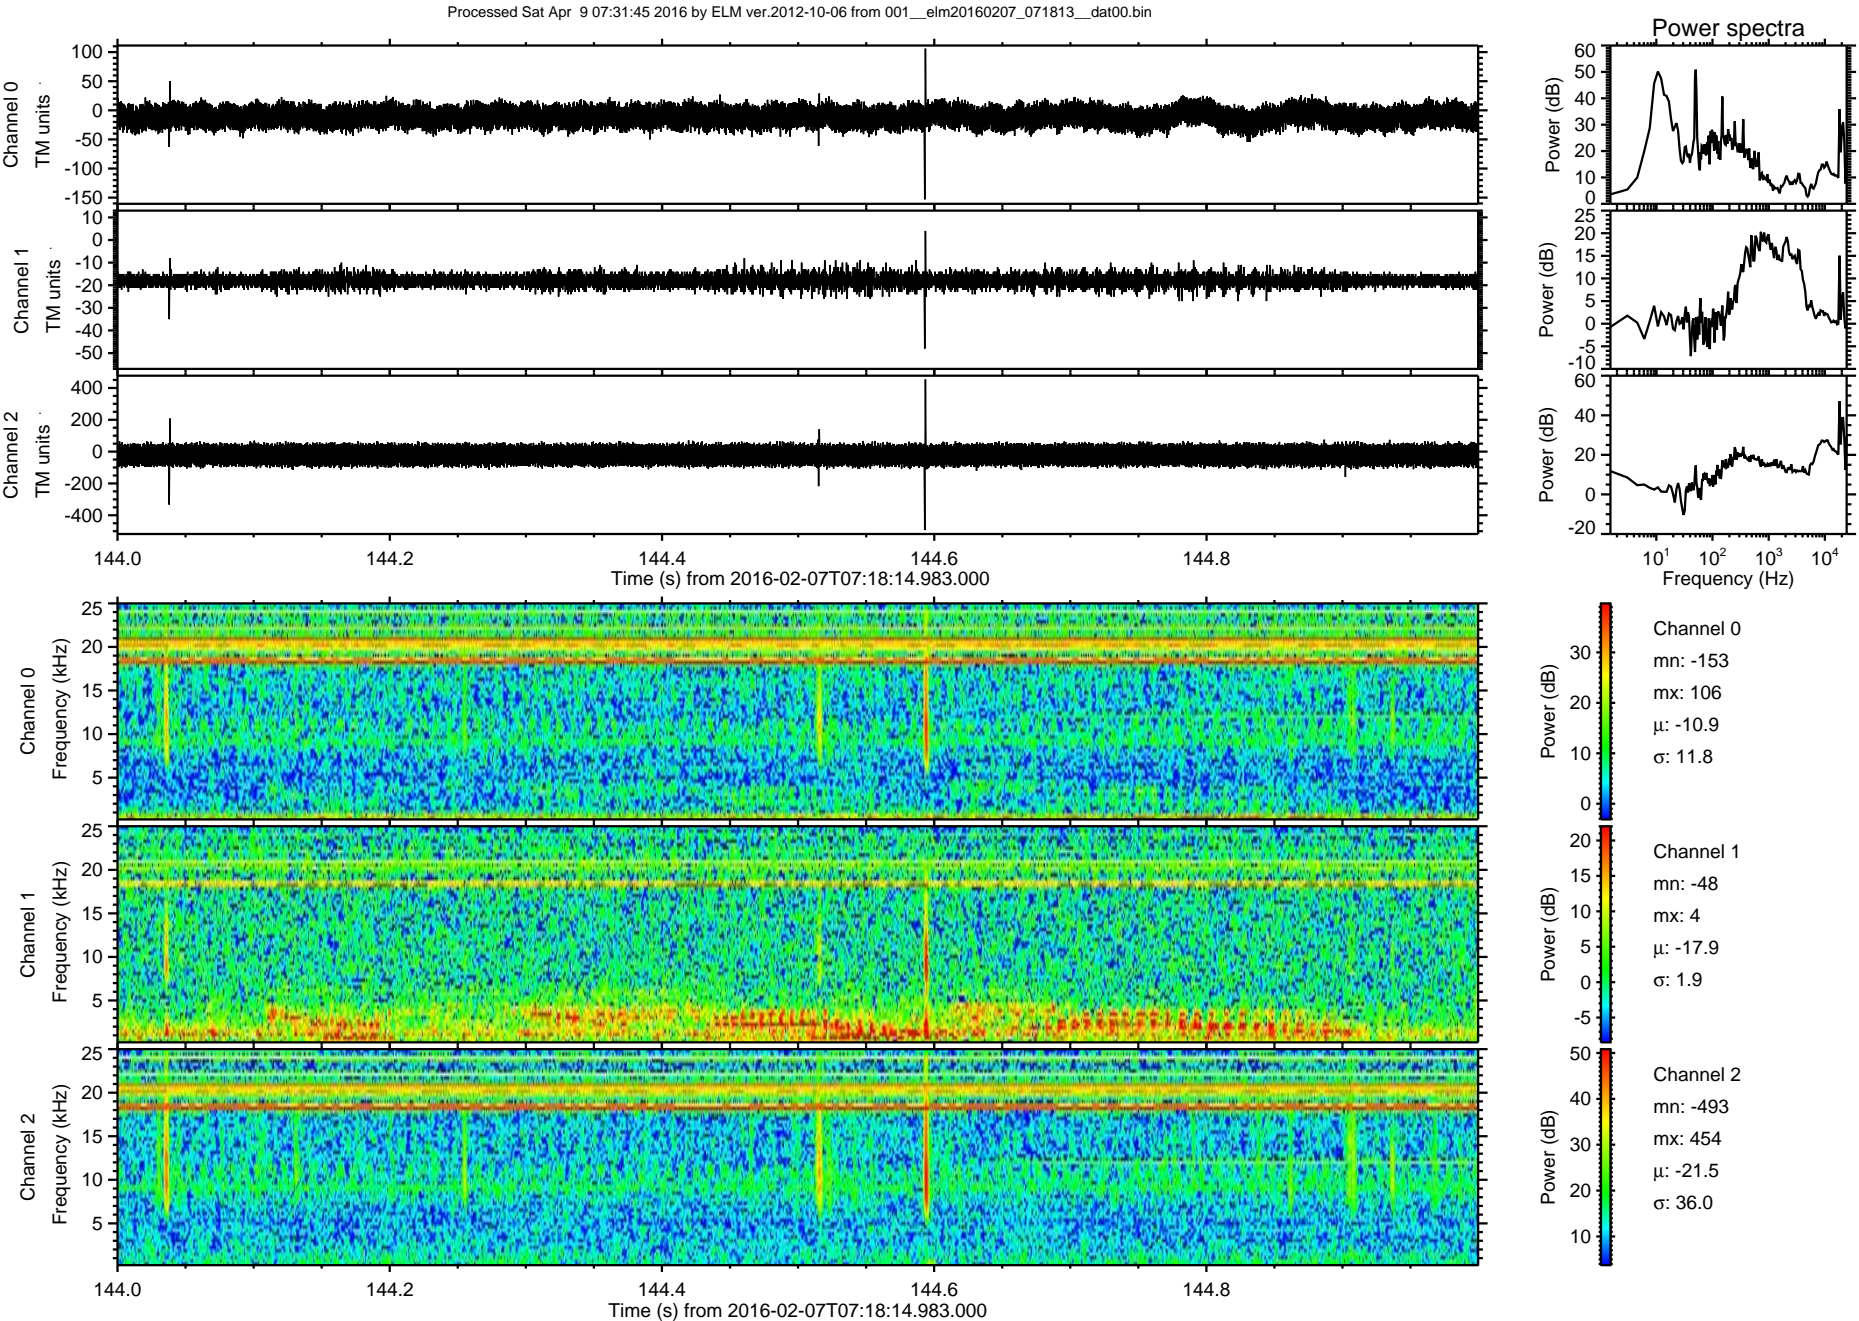 Processed Sat Apr  9 07:31:45 2016 by ELM ver.2012-10-06 from 001__elm20160207_071813__dat00.bin
Power spectra
Channel 0
TM units
100
50
0
-50
-100
-150
Power (dB)
60
50
40
30
20
10
0
Channel 1
TM units
10
0
-10
-20
-30
-40
-50
Power (dB)
25
20
15
10
5
0
-5
-10
Channel 2
TM units
400
200
0
-200
-400
Power (dB)
60
40
20
0
-20
144.0 144.2 144.4 144.6 144.8
Time (s) from 2016-02-07T07:18:14.983.000
10¹ 10² 10³ 10⁴
Frequency (Hz)
Channel 0
Frequency (kHz)
25
20
15
10
5
Power (dB)
30
20
10
0
Channel 0
mn: -153
mx: 106
μ: -10.9
σ: 11.8
Channel 1
Frequency (kHz)
25
20
15
10
5
Power (dB)
20
15
10
5
0
-5
Channel 1
mn: -48
mx: 4
μ: -17.9
σ: 1.9
Channel 2
Frequency (kHz)
25
20
15
10
5
Power (dB)
50
40
30
20
10
Channel 2
mn: -493
mx: 454
μ: -21.5
σ: 36.0
144.0 144.2 144.4 144.6 144.8
Time (s) from 2016-02-07T07:18:14.983.000